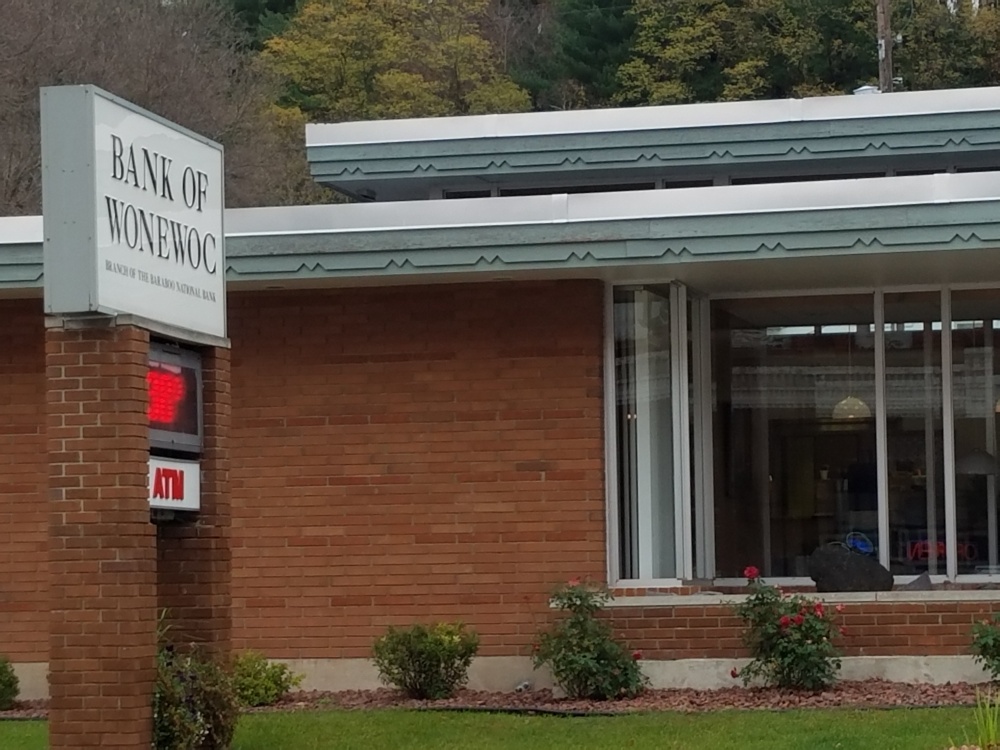 BANK OF
WONEWOC
BRANCH OF THE BARABOO NATIONAL BANK
ATM